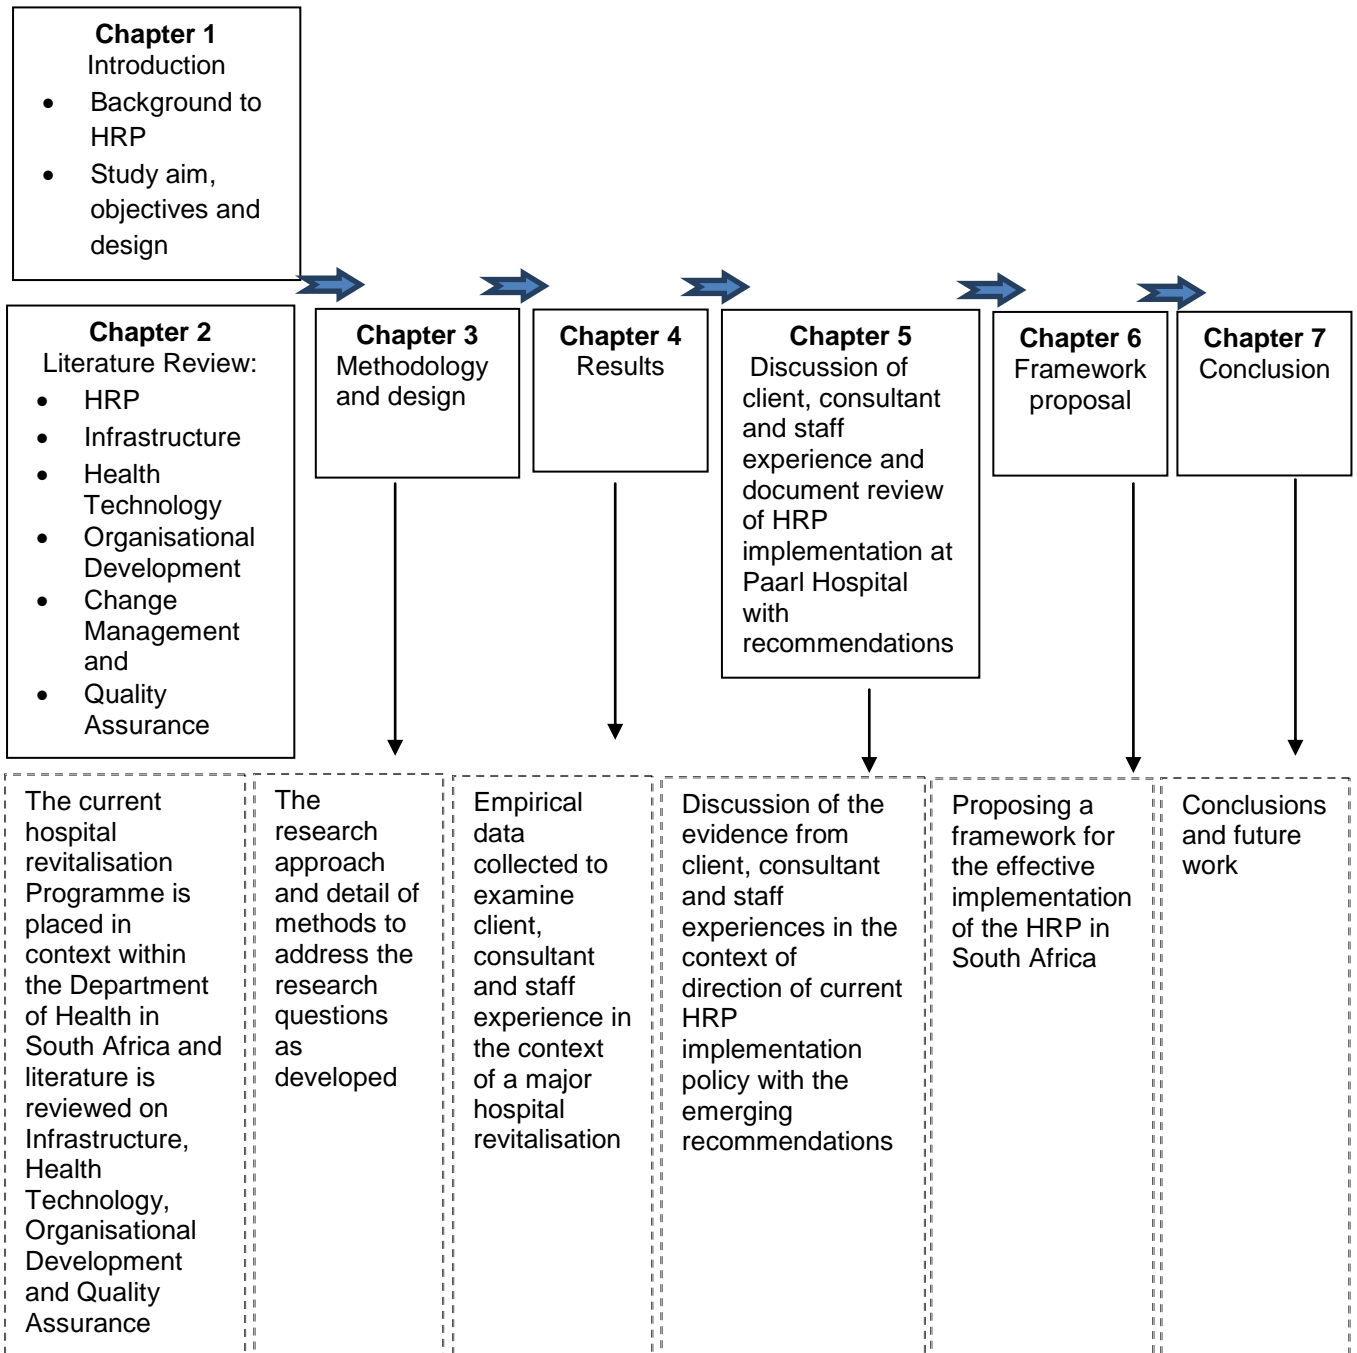 Chapter 1
Introduction
• Background to
HRP
• Study aim,
objectives and
design
Chapter 2
Literature Review:
• HRP
• Infrastructure
• Health
Technology
• Organisational
Development
• Change
Management
and
• Quality
Assurance
Chapter 3
Methodology
and design
Chapter 4
Results
Chapter 5
Discussion of
client, consultant
and staff
experience and
document review
of HRP
implementation at
Paarl Hospital
with
recommendations
Chapter 6
Framework
proposal
Chapter 7
Conclusion
The current
hospital
revitalisation
Programme is
placed in
context within
the Department
of Health in
South Africa and
literature is
reviewed on
Infrastructure,
Health
Technology,
Organisational
Development
and Quality
Assurance
The
research
approach
and detail of
methods to
address the
research
questions
as
developed
Empirical
data
collected to
examine
client,
consultant
and staff
experience in
the context
of a major
hospital
revitalisation
Discussion of the
evidence from
client, consultant
and staff
experiences in the
context of
direction of current
HRP
implementation
policy with the
emerging
recommendations
Proposing a
framework for
the effective
implementation
of the HRP in
South Africa
Conclusions
and future
work